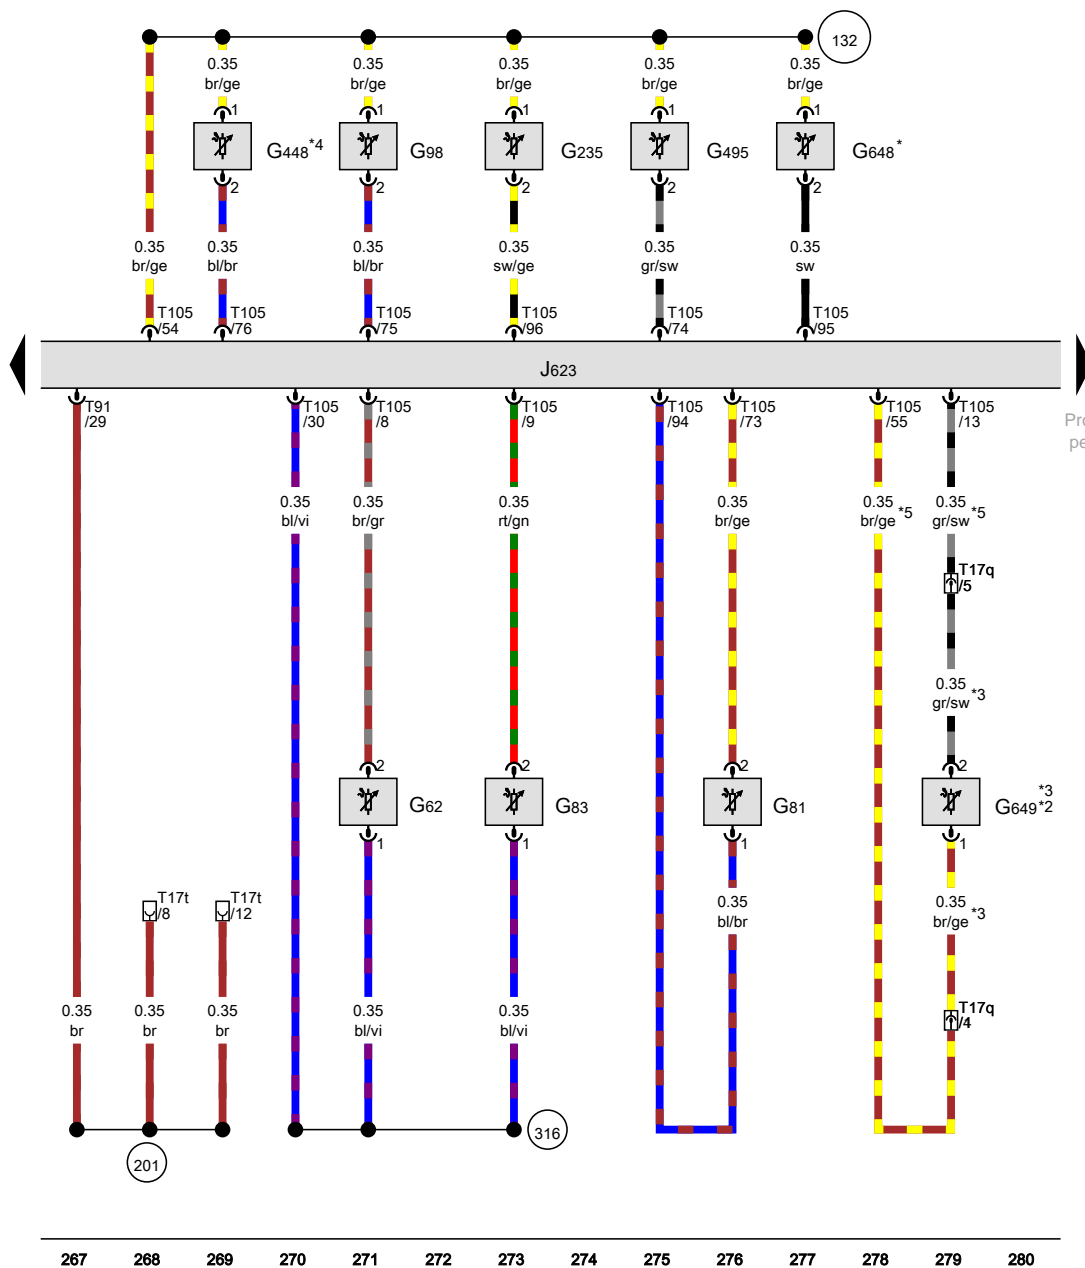 132
0.35 0.35 0.35 0.35 0.35
br/ge br/ge br/ge br/ge br/ge
1 1 1 1 1
G448*4 G98 G235 G495 G648*
2 2 2 2 2
0.35 0.35 0.35 0.35 0.35 0.35
br/ge bl/br bl/br sw/ge gr/sw sw
T105 T105 T105 T105 T105 T105
/54 /76 /75 /96 /74 /95
J623
T91 T105 T105 T105 T105 T105 T105 T105
/29 /30 /8 /9 /94 /73 /55 /13
Pro
pe
0.35 0.35 0.35 0.35 0.35 0.35
bl/vi br/gr rt/gn br/ge br/ge*5 gr/sw*5
T17q
/5
0.35
gr/sw*3
2 2 2 2
G62 G83 G81 G649*3*2
1 1 1 1
T17t T17t
/8 /12
0.35 0.35
bl/br br/ge*3
T17q
/4
0.35 0.35 0.35 0.35 0.35
br br br bl/vi bl/vi
316
201
267 268 269 270 271 272 273 274 275 276 277 278 279 280